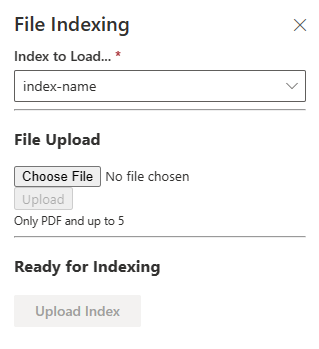 File Indexing
Index to Load... *
index-name
File Upload
Choose File No file chosen
Upload
Only PDF and up to 5
Ready for Indexing
Upload Index